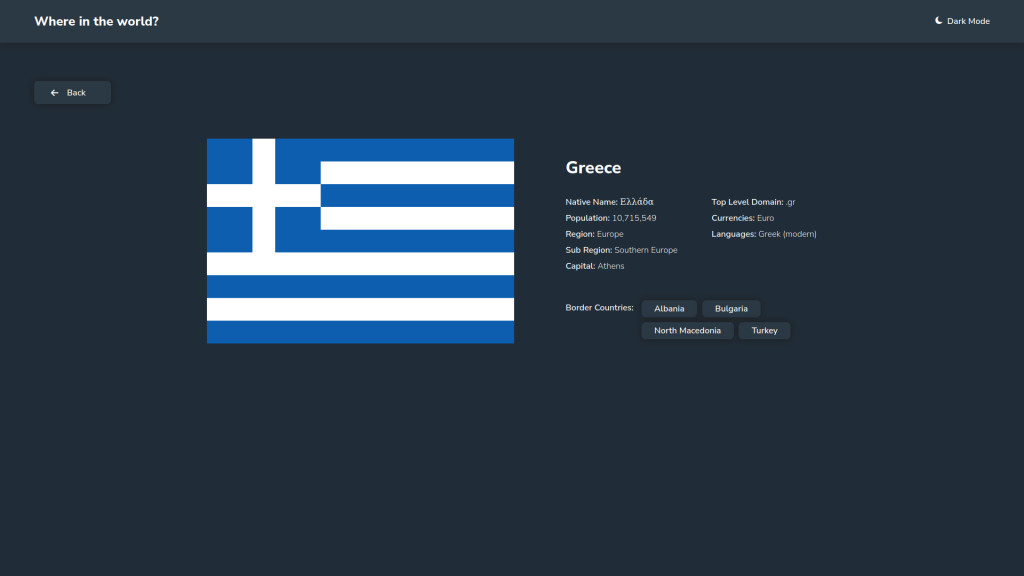 Where in the world?
Dark Mode
Back
Greece
Native Name: Ελλάδα
Population: 10,715,549
Region: Europe
Sub Region: Southern Europe
Capital: Athens
Top Level Domain: .gr
Currencies: Euro
Languages: Greek (modern)
Border Countries:
Albania
Bulgaria
North Macedonia
Turkey